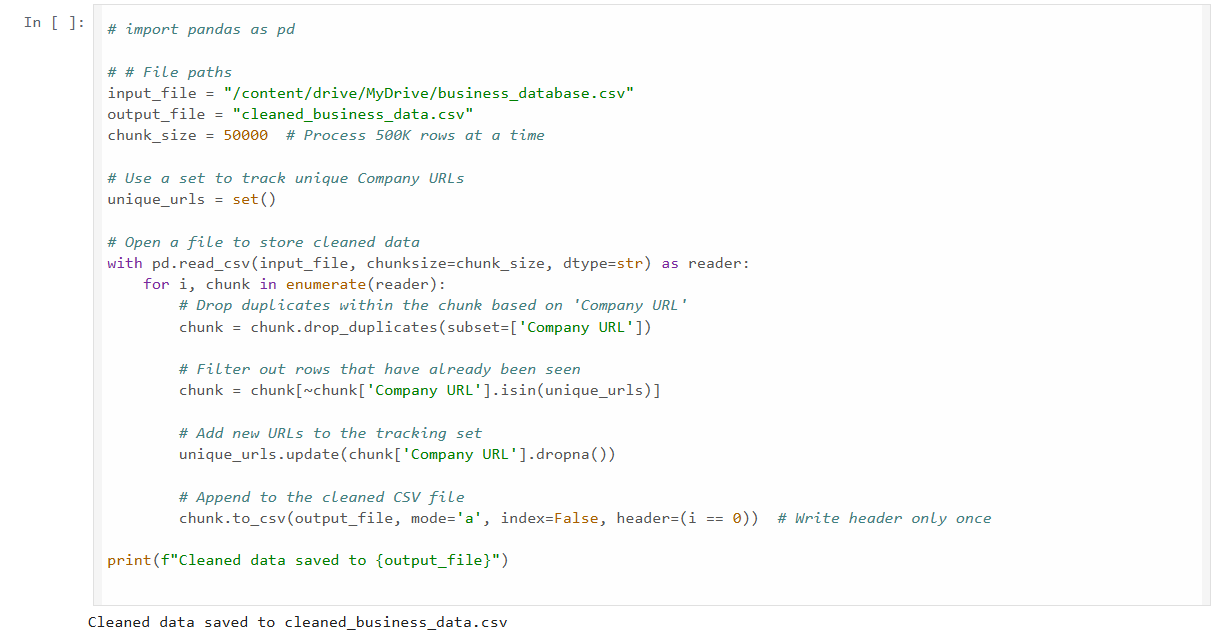 In [ ]:
# import pandas as pd
# # File paths
input_file = "/content/drive/MyDrive/business_database.csv"
output_file = "cleaned_business_data.csv"
chunk_size = 50000  # Process 500K rows at a time
# Use a set to track unique Company URLs
unique_urls = set()
# Open a file to store cleaned data
with pd.read_csv(input_file, chunksize=chunk_size, dtype=str) as reader:
    for i, chunk in enumerate(reader):
        # Drop duplicates within the chunk based on 'Company URL'
        chunk = chunk.drop_duplicates(subset=['Company URL'])
        # Filter out rows that have already been seen
        chunk = chunk[~chunk['Company URL'].isin(unique_urls)]
        # Add new URLs to the tracking set
        unique_urls.update(chunk['Company URL'].dropna())
        # Append to the cleaned CSV file
        chunk.to_csv(output_file, mode='a', index=False, header=(i == 0))  # Write header only once
print(f"Cleaned data saved to {output_file}")
Cleaned data saved to cleaned_business_data.csv